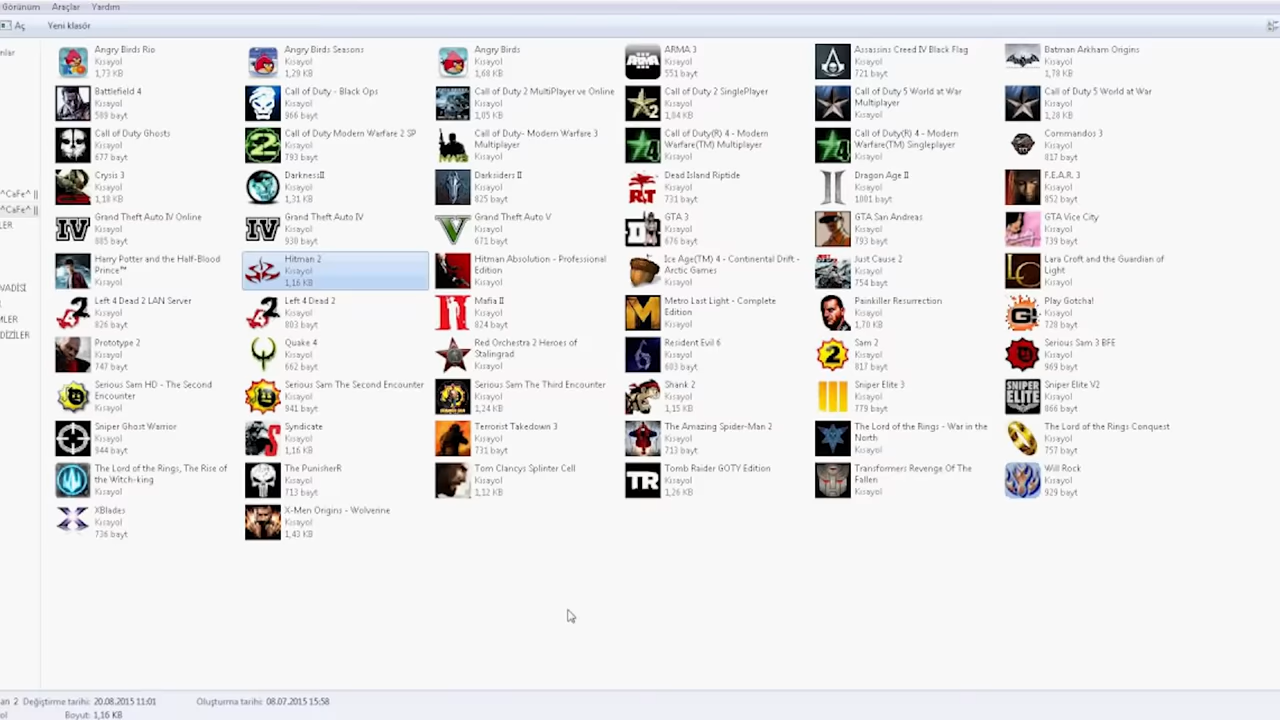 Görünüm Araçlar Yardım
Aç Yeni klasör
Angry Birds Rio
Kısayol
1,73 KB
Angry Birds Seasons
Kısayol
1,29 KB
Angry Birds
Kısayol
1,68 KB
ARMA 3
Kısayol
551 bayt
Assassins Creed IV Black Flag
Kısayol
721 bayt
Batman Arkham Origins
Kısayol
1,78 KB
Battlefield 4
Kısayol
589 bayt
Call of Duty - Black Ops
Kısayol
966 bayt
Call of Duty 2 MultiPlayer ve Online
Kısayol
1,05 KB
Call of Duty 2 SinglePlayer
Kısayol
1,04 KB
Call of Duty 5 World at War
Multiplayer
Kısayol
Call of Duty 5 World at War
Kısayol
1,28 KB
Call of Duty Ghosts
Kısayol
677 bayt
Call of Duty Modern Warfare 2 SP
Kısayol
793 bayt
Call of Duty- Modern Warfare 3
Multiplayer
Kısayol
Call of Duty(R) 4 - Modern
Warfare(TM) Multiplayer
Kısayol
Call of Duty(R) 4 - Modern
Warfare(TM) Singleplayer
Kısayol
Commandos 3
Kısayol
817 bayt
Crysis 3
Kısayol
1,18 KB
DarknessII
Kısayol
1,31 KB
Darksiders II
Kısayol
825 bayt
Dead Island Riptide
Kısayol
731 bayt
Dragon Age II
Kısayol
1001 bayt
F.E.A.R. 3
Kısayol
852 bayt
^CaFe^ ||
^CaFe^ ||
LER
Grand Theft Auto IV Online
Kısayol
885 bayt
Grand Theft Auto IV
Kısayol
930 bayt
Grand Theft Auto V
Kısayol
671 bayt
GTA 3
Kısayol
676 bayt
GTA San Andreas
Kısayol
793 bayt
GTA Vice City
Kısayol
739 bayt
Harry Potter and the Half-Blood
Prince™
Kısayol
Hitman 2
Kısayol
1,16 KB
Hitman Absolution - Professional
Edition
Kısayol
Ice Age(TM) 4 - Continental Drift -
Arctic Games
Kısayol
Just Cause 2
Kısayol
754 bayt
Lara Croft and the Guardian of
Light
Kısayol
VADİSİ
MLER
DİZİLER
Left 4 Dead 2 LAN Server
Kısayol
826 bayt
Left 4 Dead 2
Kısayol
803 bayt
Mafia II
Kısayol
824 bayt
Metro Last Light - Complete
Edition
Kısayol
Painkiller Resurrection
Kısayol
1,70 KB
Play Gotcha!
Kısayol
728 bayt
Prototype 2
Kısayol
747 bayt
Quake 4
Kısayol
662 bayt
Red Orchestra 2 Heroes of
Stalingrad
Kısayol
Resident Evil 6
Kısayol
603 bayt
Sam 2
Kısayol
817 bayt
Serious Sam 3 BFE
Kısayol
969 bayt
Serious Sam HD - The Second
Encounter
Kısayol
Serious Sam The Second Encounter
Kısayol
941 bayt
Serious Sam The Third Encounter
Kısayol
1,24 KB
Shank 2
Kısayol
1,15 KB
Sniper Elite 3
Kısayol
779 bayt
SNIPER
ELITE
Sniper Elite V2
Kısayol
866 bayt
Sniper Ghost Warrior
Kısayol
944 bayt
Syndicate
Kısayol
1,16 KB
Terrorist Takedown 3
Kısayol
731 bayt
The Amazing Spider-Man 2
Kısayol
713 bayt
The Lord of the Rings - War in the
North
Kısayol
The Lord of the Rings Conquest
Kısayol
757 bayt
The Lord of the Rings, The Rise of
the Witch-king
Kısayol
The PunisherR
Kısayol
713 bayt
Tom Clancys Splinter Cell
Kısayol
1,12 KB
TR
Tomb Raider GOTY Edition
Kısayol
1,26 KB
Transformers Revenge Of The
Fallen
Kısayol
Will Rock
Kısayol
929 bayt
XBlades
Kısayol
736 bayt
X-Men Origins - Wolverine
Kısayol
1,43 KB
an 2 Değiştirme tarihi: 20.08.2015 11:01 Oluşturma tarihi: 08.07.2015 15:58
ol Boyut: 1,16 KB